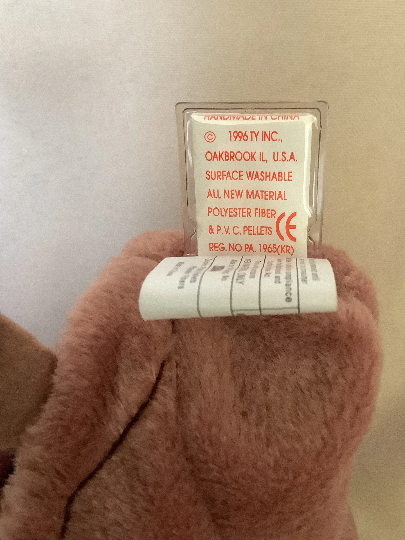 HANDMADE IN CHINA
© 1996 TY INC.,
OAKBROOK IL, U.S.A.
SURFACE WASHABLE
ALL NEW MATERIAL
POLYESTER FIBER
& P.V.C. PELLETS CE
REG. NO PA. 1965(KR)